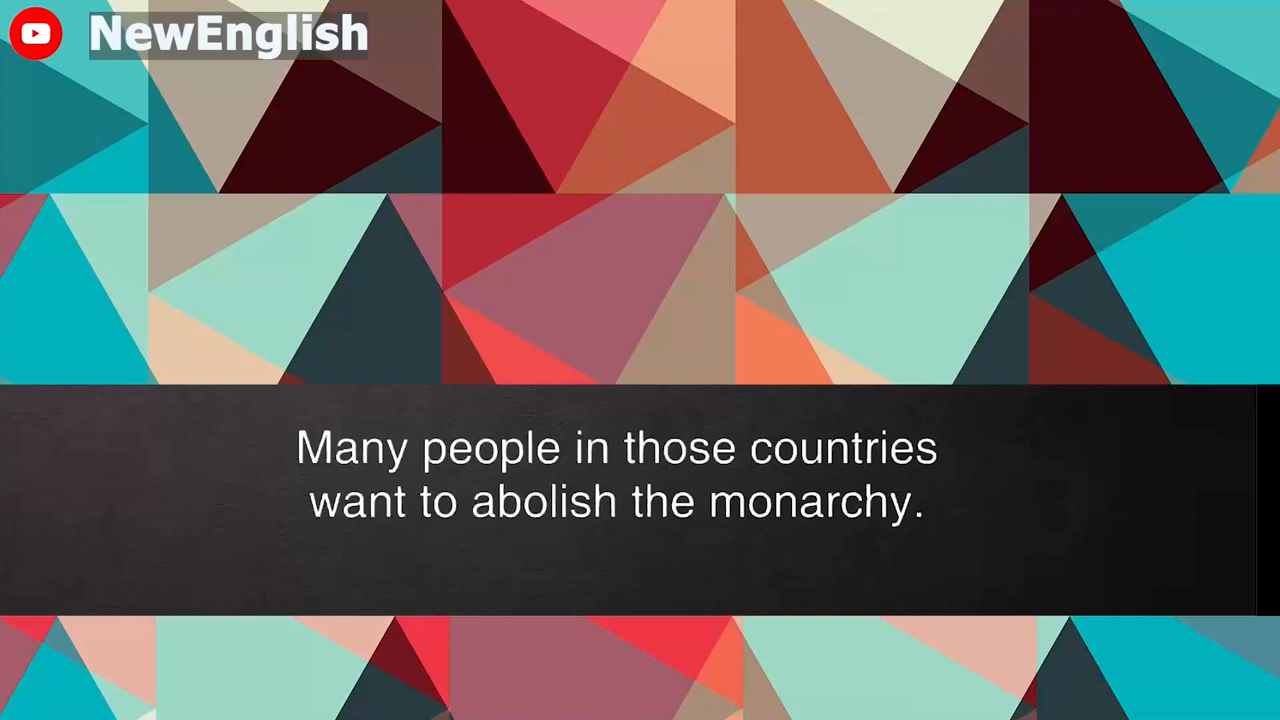 NewEnglish
Many people in those countries
want to abolish the monarchy.